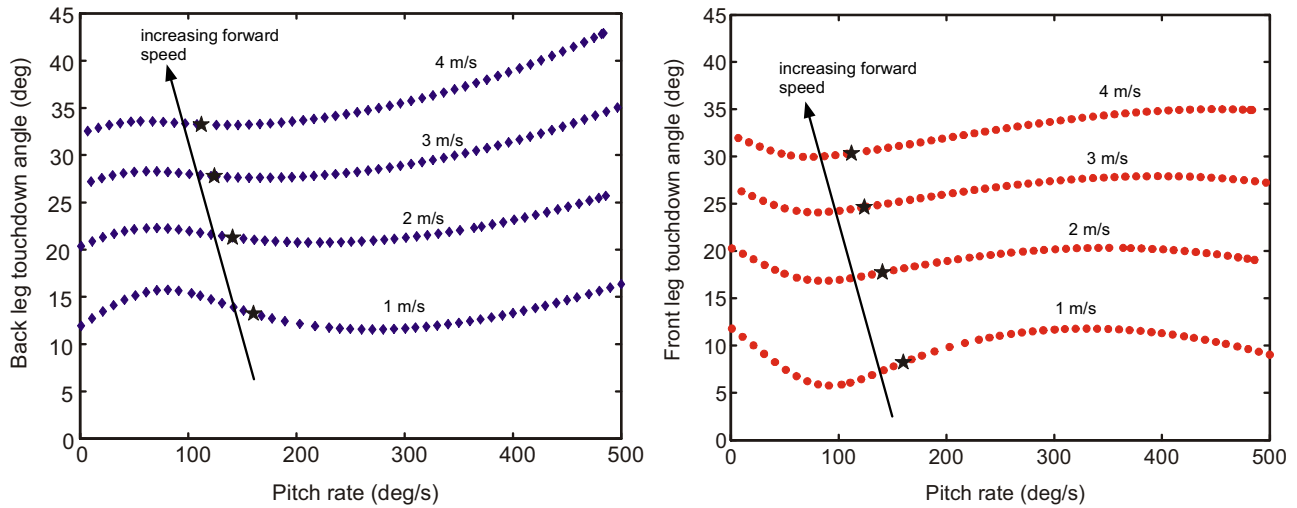 45
40
35
30
25
20
15
10
5
0
Back leg touchdown angle (deg)
increasing forward
speed
4 m/s
3 m/s
2 m/s
1 m/s
0 100 200 300 400 500
Pitch rate (deg/s)
45
40
35
30
25
20
15
10
5
0
Front leg touchdown angle (deg)
increasing forward
speed
4 m/s
3 m/s
2 m/s
1 m/s
0 100 200 300 400 500
Pitch rate (deg/s)